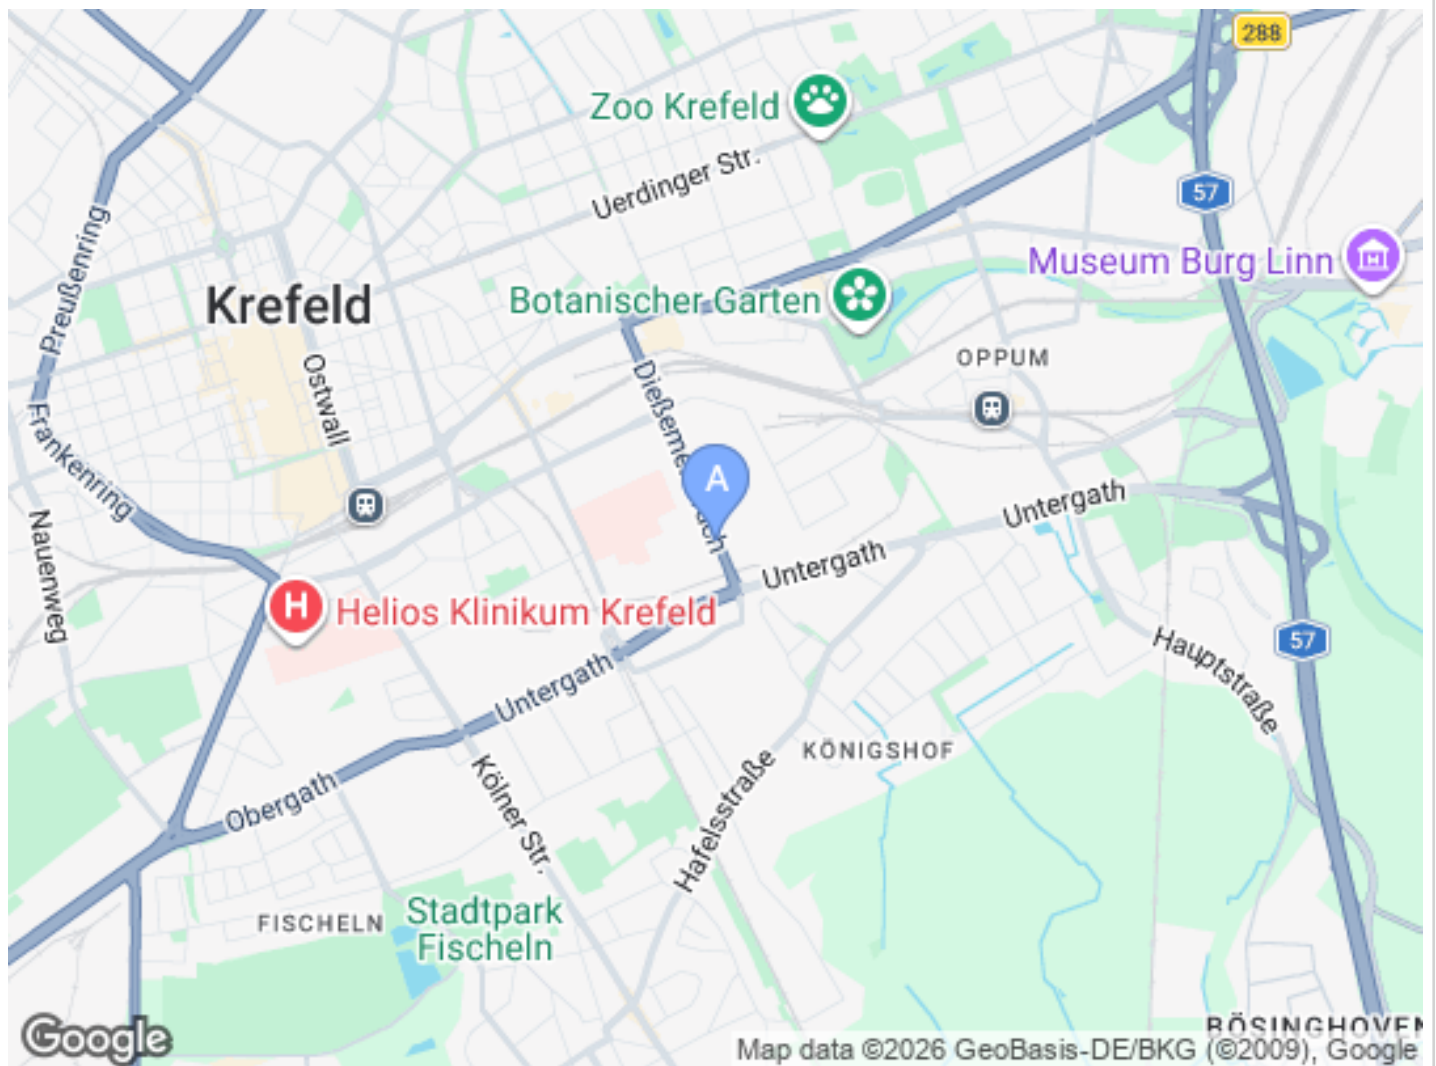 288
Zoo Krefeld
Uerdinger Str.
57
Preußenring
Museum Burg Linn
Krefeld
Botanischer Garten
Ostwall
OPPUM
Dießemer
Frankenring
A
Nauenweg
Untergath
Untergath
H
Helios Klinikum Krefeld
57
Hauptstraße
Untergath
KÖNIGSHOF
Obergath
Kölner Str.
Hafelsstraße
FISCHELN
Stadtpark
Fischeln
BÖSINGHOVEN
Google
Map data ©2026 GeoBasis-DE/BKG (©2009), Google